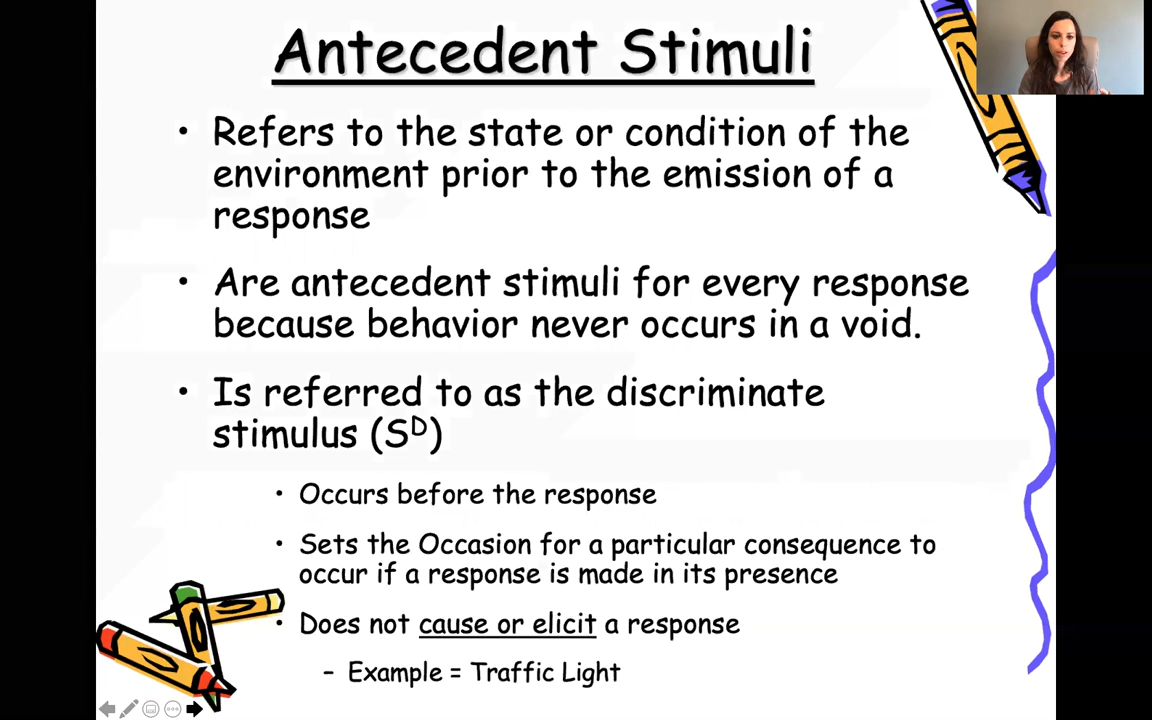 Antecedent Stimuli
• Refers to the state or condition of the
environment prior to the emission of a
response
• Are antecedent stimuli for every response
because behavior never occurs in a void.
• Is referred to as the discriminate
stimulus (Sᴰ)
• Occurs before the response
• Sets the Occasion for a particular consequence to
occur if a response is made in its presence
• Does not cause or elicit a response
– Example = Traffic Light